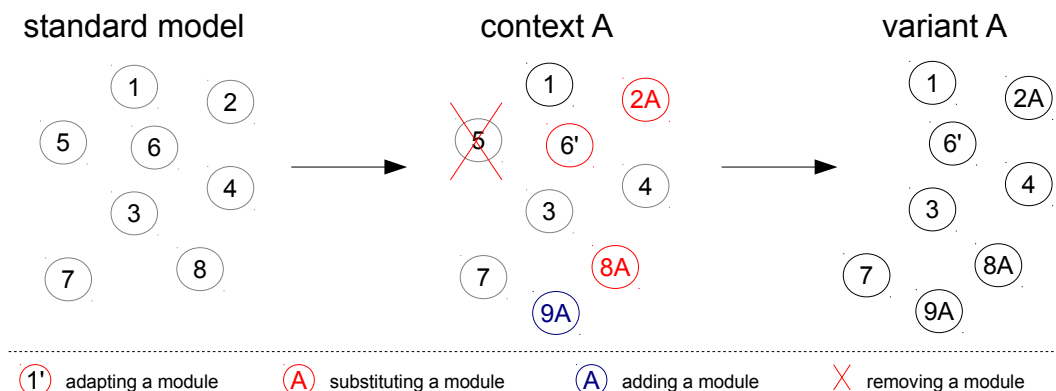 standard model context A variant A
1 1 1
2 2A 2A
5 6 5 6' 6'
4 4 4
3 3 3
7 8 7 8A 7 8A
9A 9A
1' adapting a module A substituting a module A adding a module removing a module